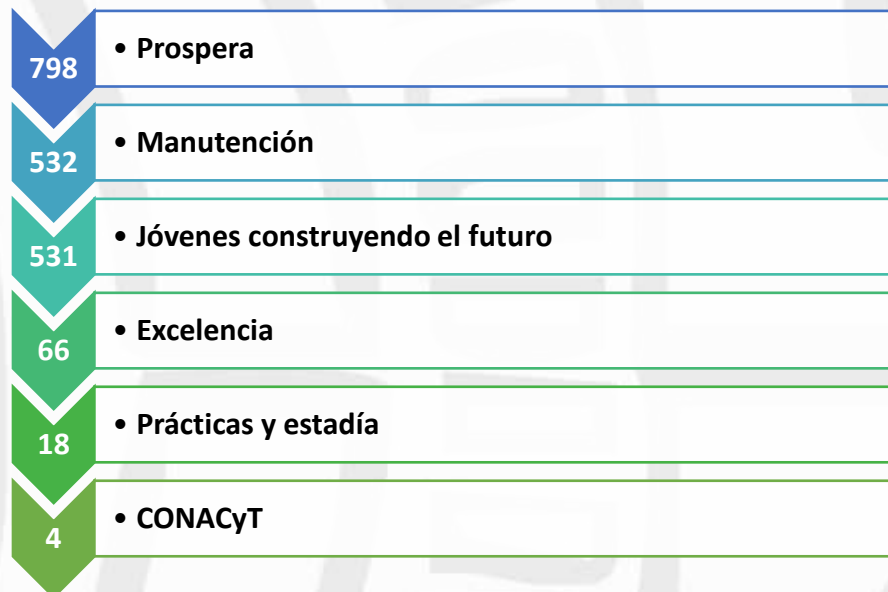 798 • Prospera
532 • Manutención
531 • Jóvenes construyendo el futuro
66 • Excelencia
18 • Prácticas y estadía
4 • CONACyT